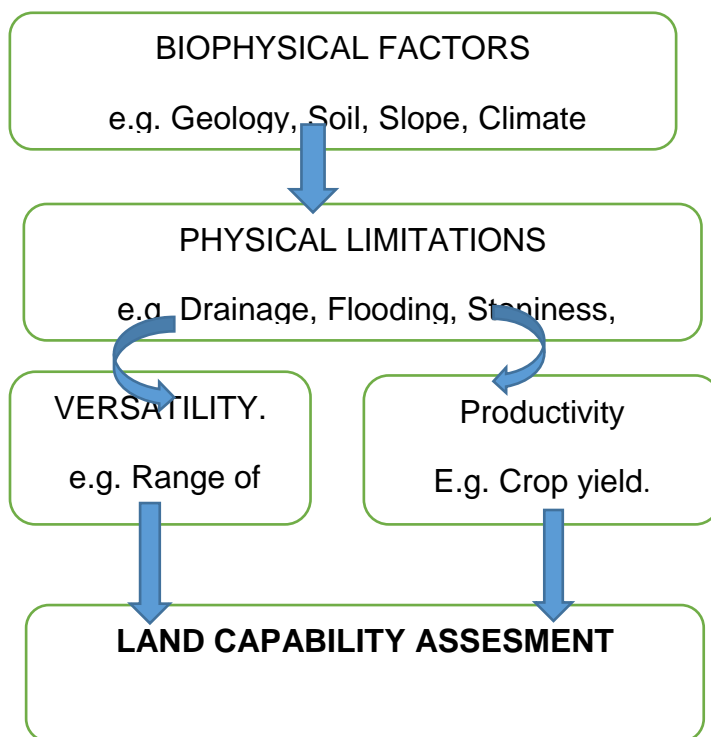 BIOPHYSICAL FACTORS
e.g. Geology, Soil, Slope, Climate
PHYSICAL LIMITATIONS
e.g. Drainage, Flooding, Stoniness,
VERSATILITY.
e.g. Range of
Productivity
E.g. Crop yield.
LAND CAPABILITY ASSESMENT